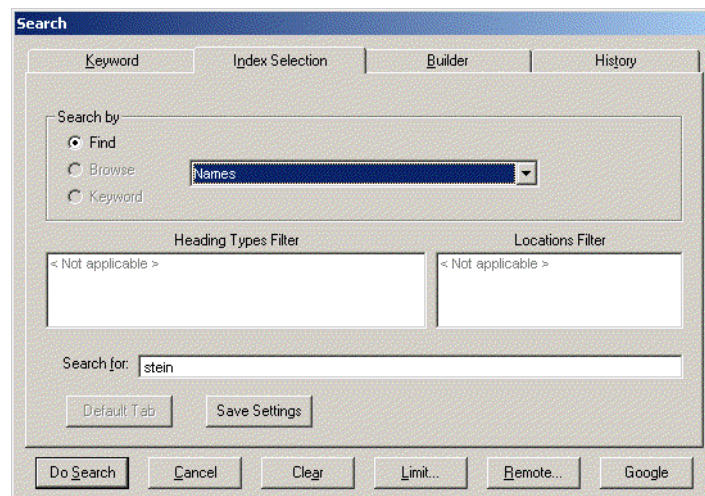 Search
Keyword Index Selection Builder History
Search by
Find
Browse
Names
Keyword
Heading Types Filter Locations Filter
< Not applicable > < Not applicable >
Search for: stein
Default Tab Save Settings
Do Search Cancel Clear Limit... Remote... Google